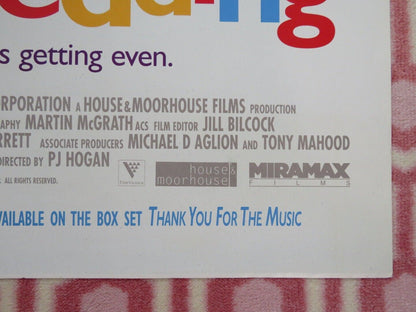 s getting even.
ORPORATION A HOUSE&MOORHOUSE FILMS PRODUCTION
APHY MARTIN McGRATH ACS FILM EDITOR JILL BILCOCK
RRETT ASSOCIATE PRODUCERS MICHAEL D AGLION AND TONY MAHOOD
DIRECTED BY PJ HOGAN
ALL RIGHTS RESERVED.
house&
moorhouse
MIRAMAX
FILMS
VAILABLE ON THE BOX SET THANK YOU FOR THE MUSIC